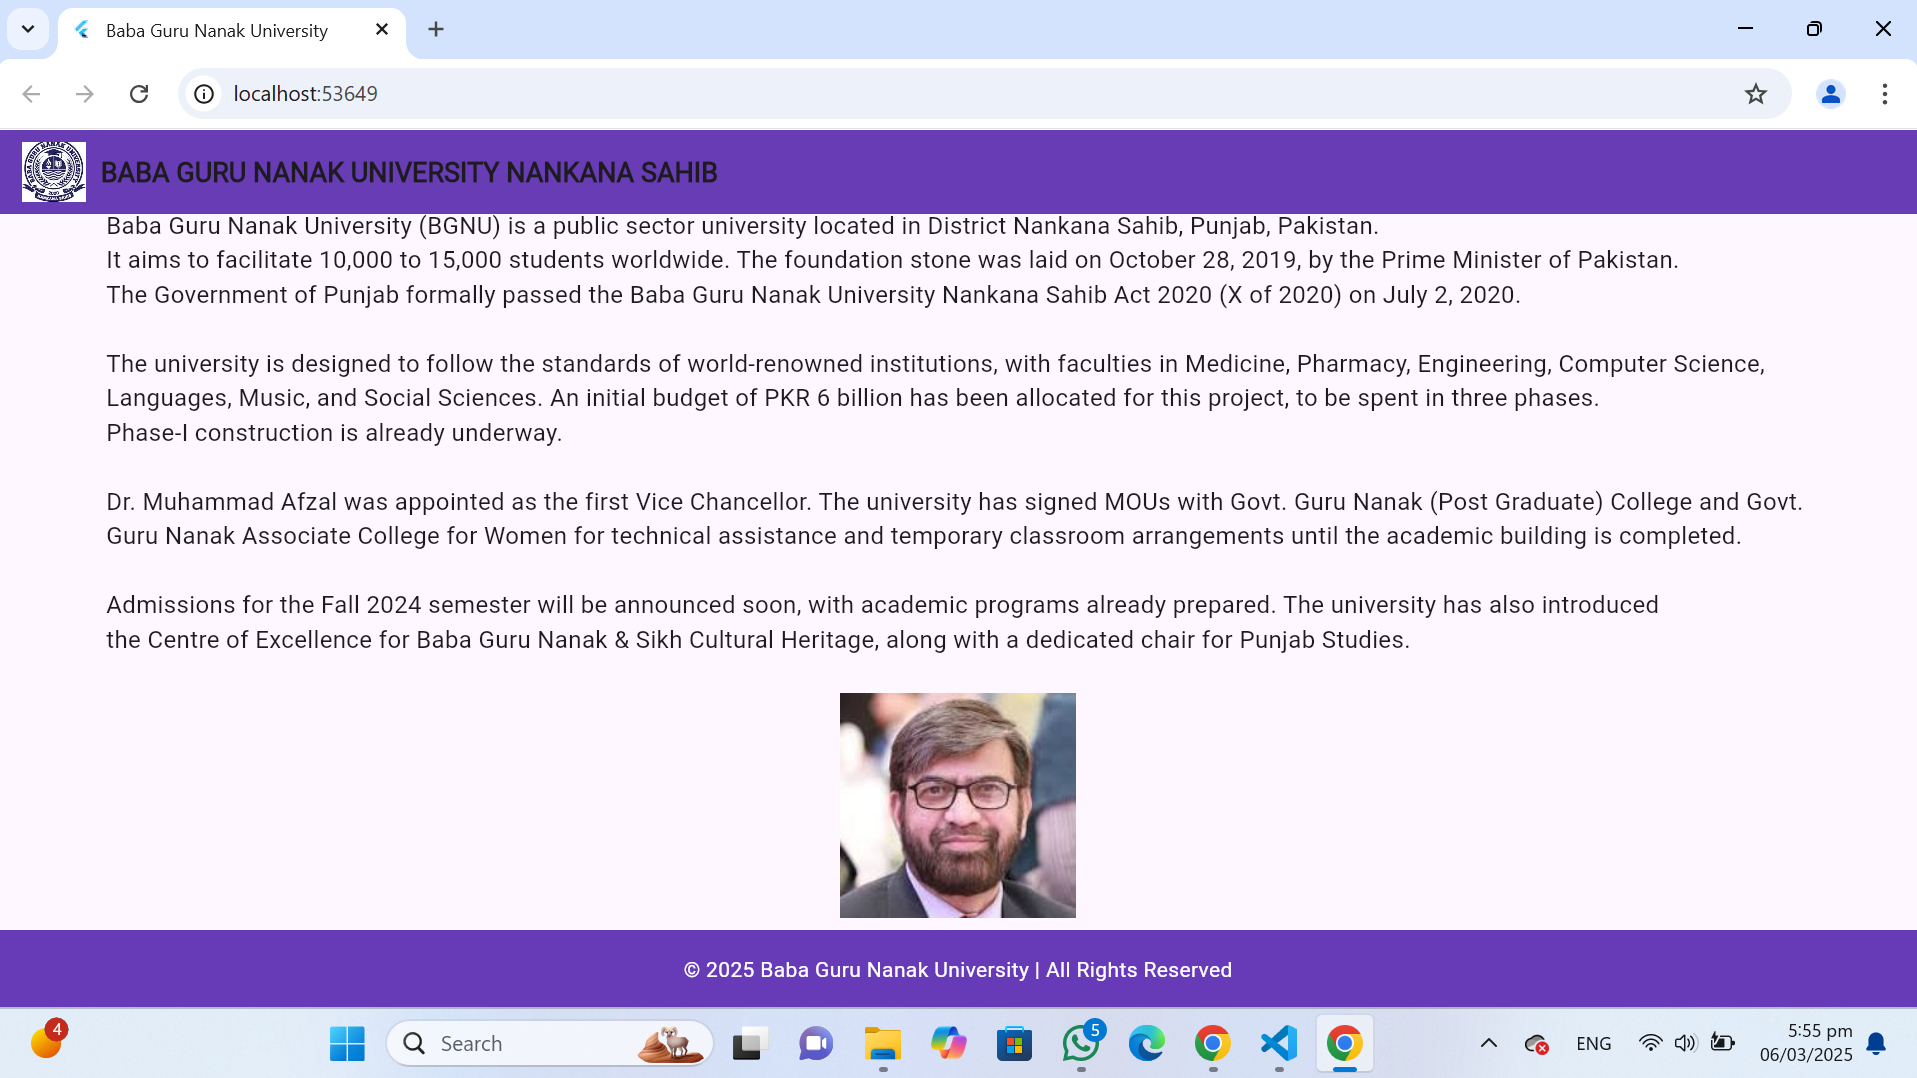 Baba Guru Nanak University
localhost:53649
BABA GURU NANAK UNIVERSITY NANKANA SAHIB
Baba Guru Nanak University (BGNU) is a public sector university located in District Nankana Sahib, Punjab, Pakistan.
It aims to facilitate 10,000 to 15,000 students worldwide. The foundation stone was laid on October 28, 2019, by the Prime Minister of Pakistan.
The Government of Punjab formally passed the Baba Guru Nanak University Nankana Sahib Act 2020 (X of 2020) on July 2, 2020.
The university is designed to follow the standards of world-renowned institutions, with faculties in Medicine, Pharmacy, Engineering, Computer Science,
Languages, Music, and Social Sciences. An initial budget of PKR 6 billion has been allocated for this project, to be spent in three phases.
Phase-I construction is already underway.
Dr. Muhammad Afzal was appointed as the first Vice Chancellor. The university has signed MOUs with Govt. Guru Nanak (Post Graduate) College and Govt.
Guru Nanak Associate College for Women for technical assistance and temporary classroom arrangements until the academic building is completed.
Admissions for the Fall 2024 semester will be announced soon, with academic programs already prepared. The university has also introduced
the Centre of Excellence for Baba Guru Nanak & Sikh Cultural Heritage, along with a dedicated chair for Punjab Studies.
© 2025 Baba Guru Nanak University | All Rights Reserved
4
Search
5
ENG
5:55 pm
06/03/2025